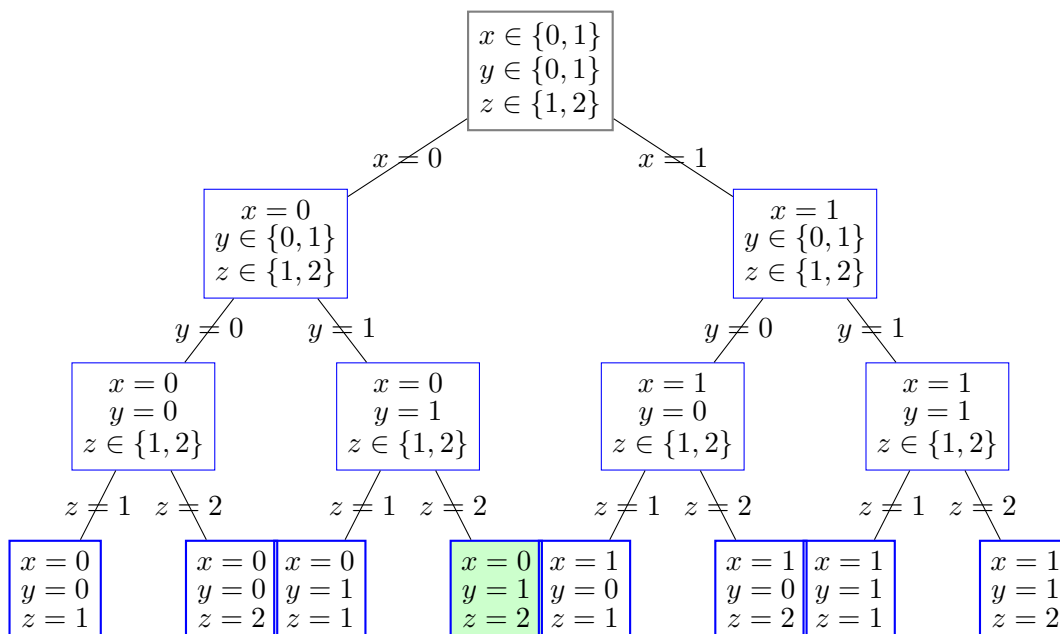 x ∈ {0, 1}
y ∈ {0, 1}
z ∈ {1, 2}
x = 0
x = 1
x = 0
y ∈ {0, 1}
z ∈ {1, 2}
x = 1
y ∈ {0, 1}
z ∈ {1, 2}
y = 0
y = 1
y = 0
y = 1
x = 0
y = 0
z ∈ {1, 2}
x = 0
y = 1
z ∈ {1, 2}
x = 1
y = 0
z ∈ {1, 2}
x = 1
y = 1
z ∈ {1, 2}
z = 1
z = 2
z = 1
z = 2
z = 1
z = 2
z = 1
z = 2
x = 0
y = 0
z = 1
x = 0
y = 0
z = 2
x = 0
y = 1
z = 1
x = 0
y = 1
z = 2
x = 1
y = 0
z = 1
x = 1
y = 0
z = 2
x = 1
y = 1
z = 1
x = 1
y = 1
z = 2